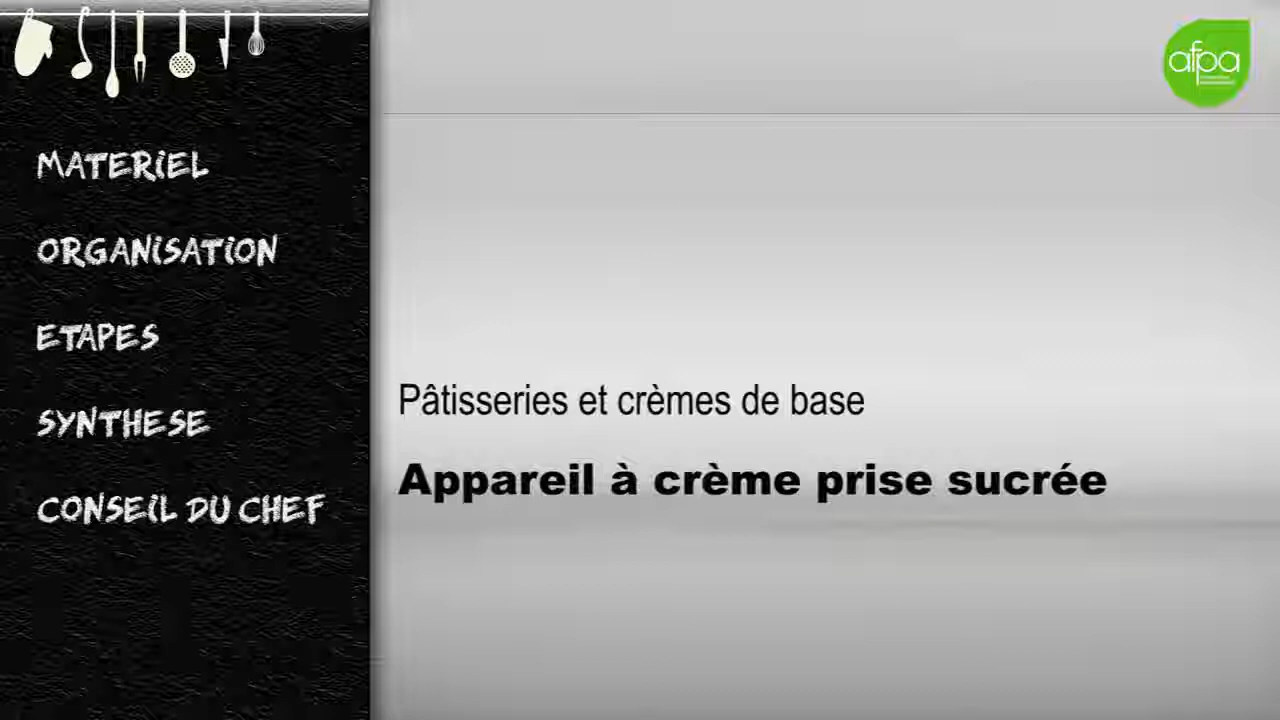 MATERIEL
ORGANISATION
ETAPES
SYNTHESE
CONSEIL DU CHEF
afpa
Pâtisseries et crèmes de base
Appareil à crème prise sucrée